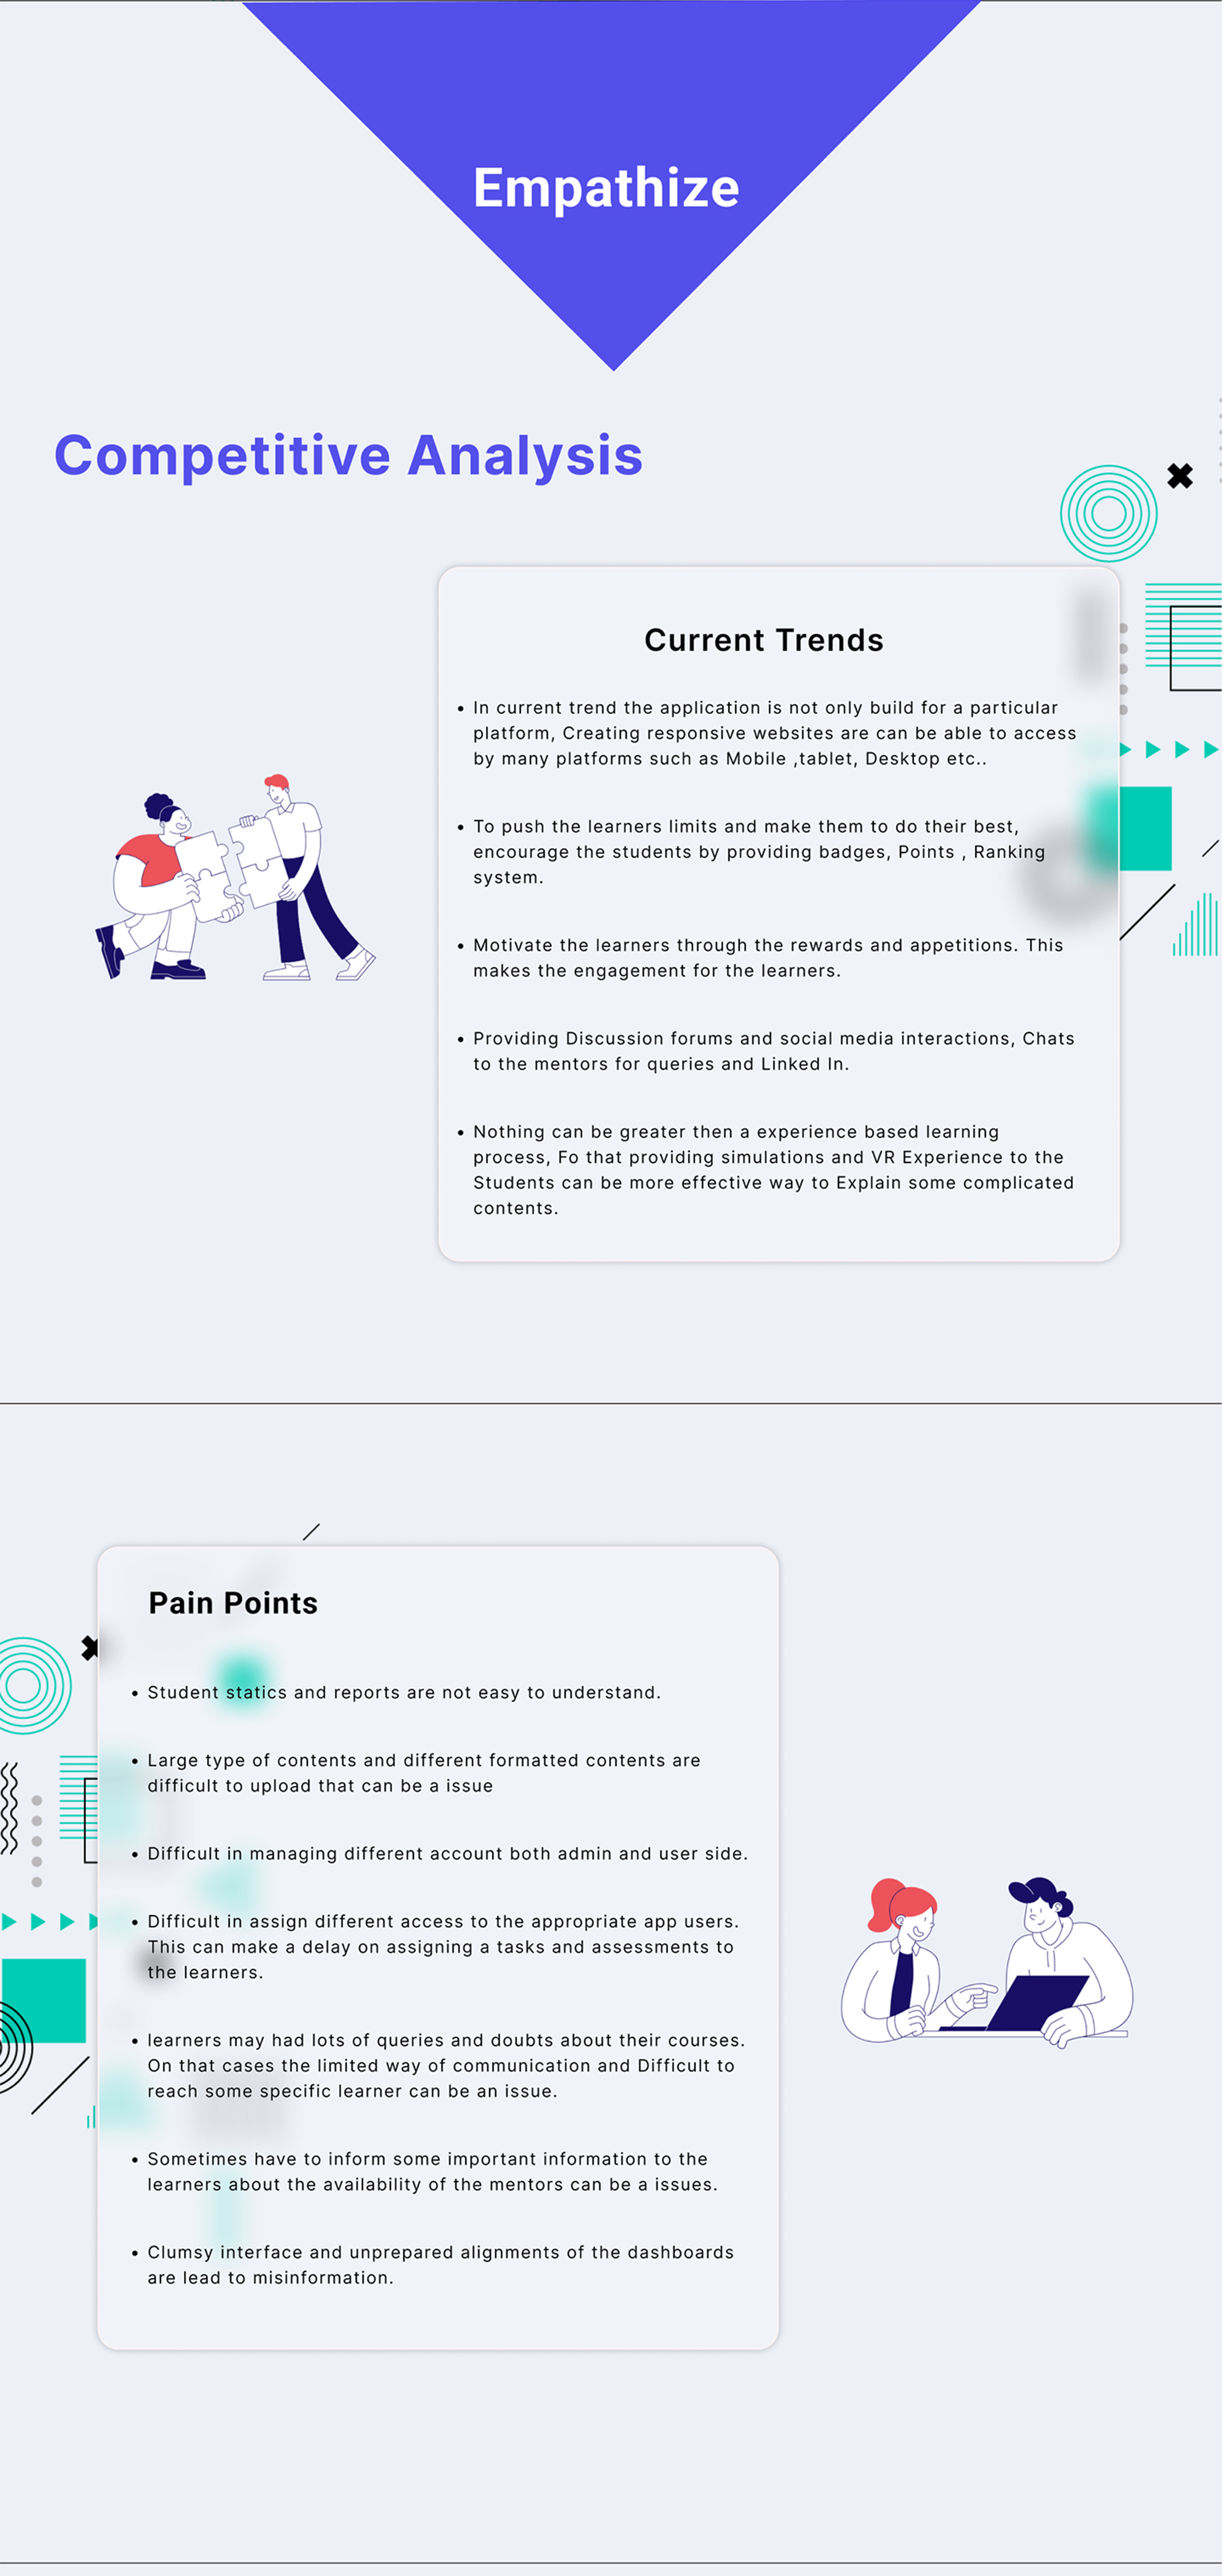 Empathize
Competitive Analysis
Current Trends
• In current trend the application is not only build for a particular
platform, Creating responsive websites are can be able to access
by many platforms such as Mobile ,tablet, Desktop etc..
• To push the learners limits and make them to do their best,
encourage the students by providing badges, Points , Ranking
system.
• Motivate the learners through the rewards and appetitions. This
makes the engagement for the learners.
• Providing Discussion forums and social media interactions, Chats
to the mentors for queries and Linked In.
• Nothing can be greater then a experience based learning
process, Fo that providing simulations and VR Experience to the
Students can be more effective way to Explain some complicated
contents.
Pain Points
• Student statics and reports are not easy to understand.
• Large type of contents and different formatted contents are
difficult to upload that can be a issue
• Difficult in managing different account both admin and user side.
• Difficult in assign different access to the appropriate app users.
This can make a delay on assigning a tasks and assessments to
the learners.
• learners may had lots of queries and doubts about their courses.
On that cases the limited way of communication and Difficult to
reach some specific learner can be an issue.
• Sometimes have to inform some important information to the
learners about the availability of the mentors can be a issues.
• Clumsy interface and unprepared alignments of the dashboards
are lead to misinformation.